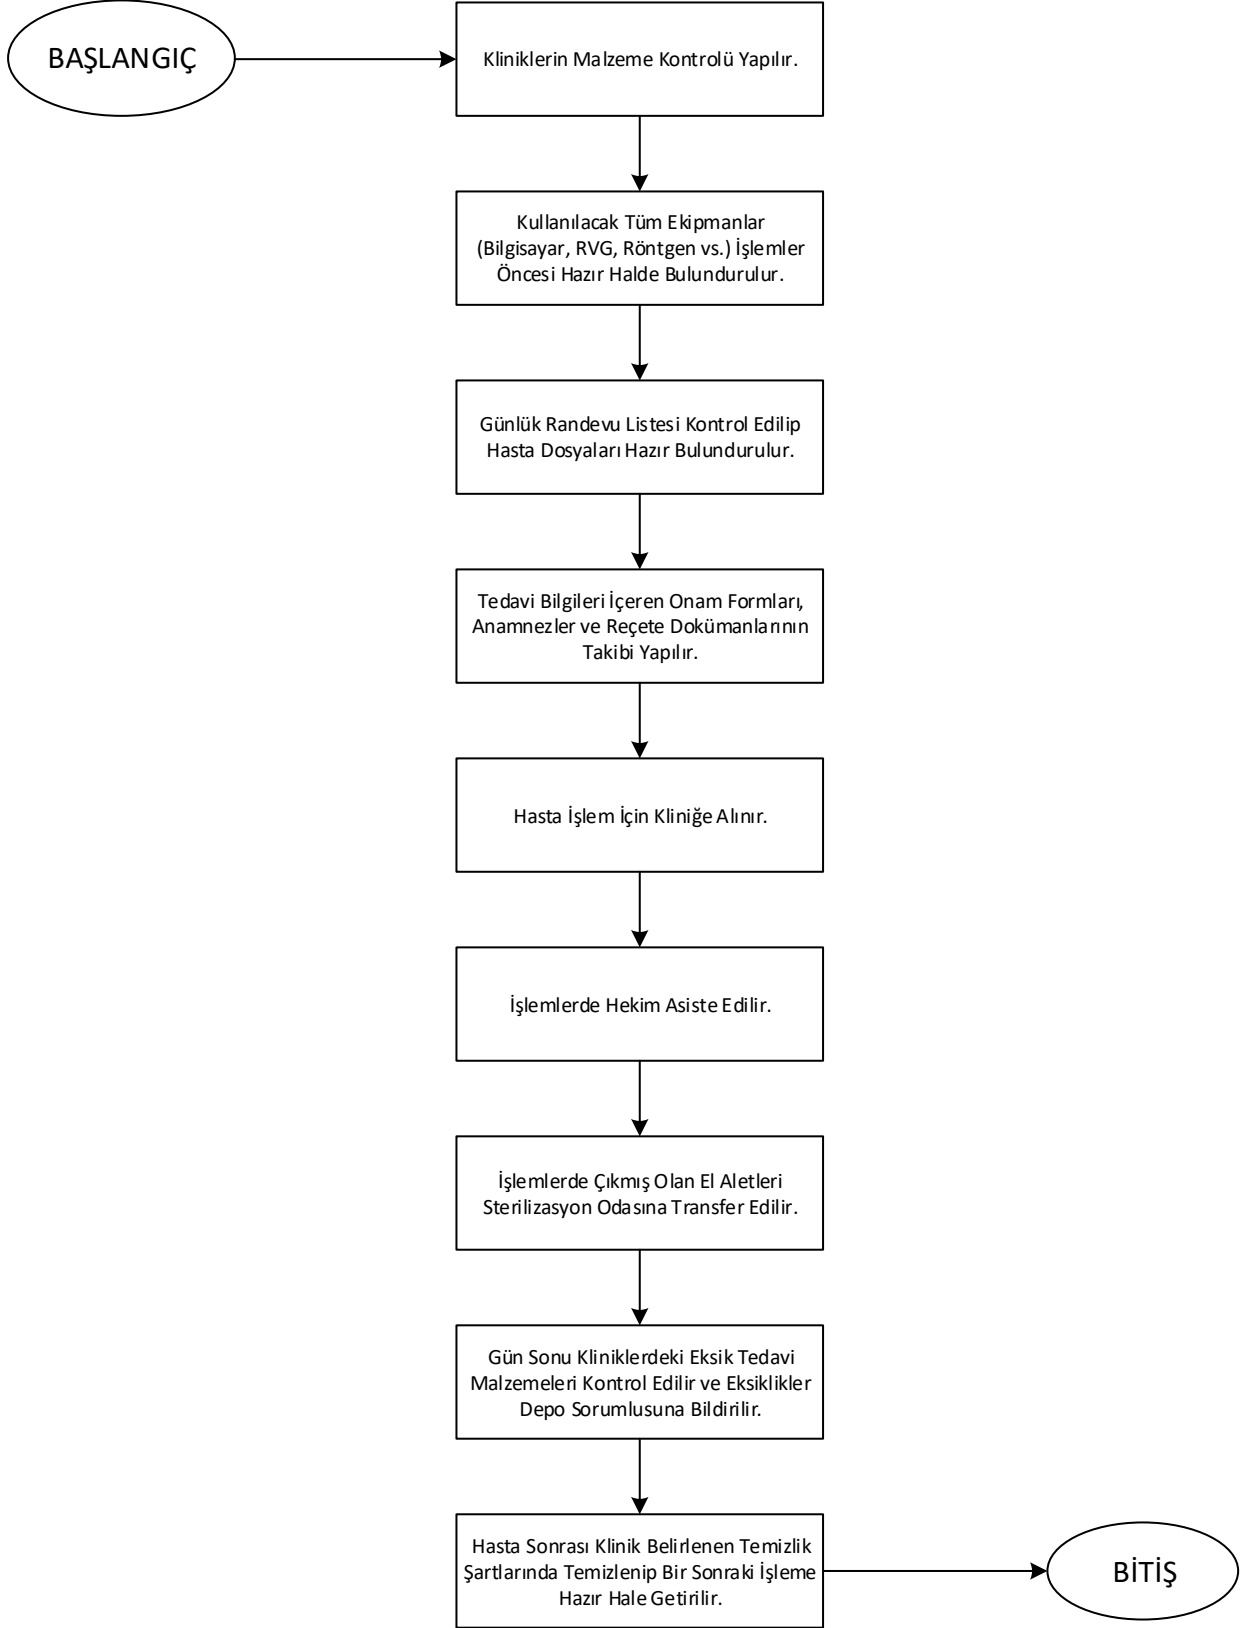 BAŞLANGIÇ
Kliniklerin Malzeme Kontrolü Yapılır.
Kullanılacak Tüm Ekipmanlar
(Bilgisayar, RVG, Röntgen vs.) İşlemler
Öncesi Hazır Halde Bulundurulur.
Günlük Randevu Listesi Kontrol Edilip
Hasta Dosyaları Hazır Bulundurulur.
Tedavi Bilgileri İçeren Onam Formları,
Anamnezler ve Reçete Dokümanlarının
Takibi Yapılır.
Hasta İşlem İçin Kliniğe Alınır.
İşlemlerde Hekim Asiste Edilir.
İşlemlerde Çıkmış Olan El Aletleri
Sterilizasyon Odasına Transfer Edilir.
Gün Sonu Kliniklerdeki Eksik Tedavi
Malzemeleri Kontrol Edilir ve Eksiklikler
Depo Sorumlusuna Bildirilir.
Hasta Sonrası Klinik Belirlenen Temizlik
Şartlarında Temizlenip Bir Sonraki İşleme
Hazır Hale Getirilir.
BİTİŞ